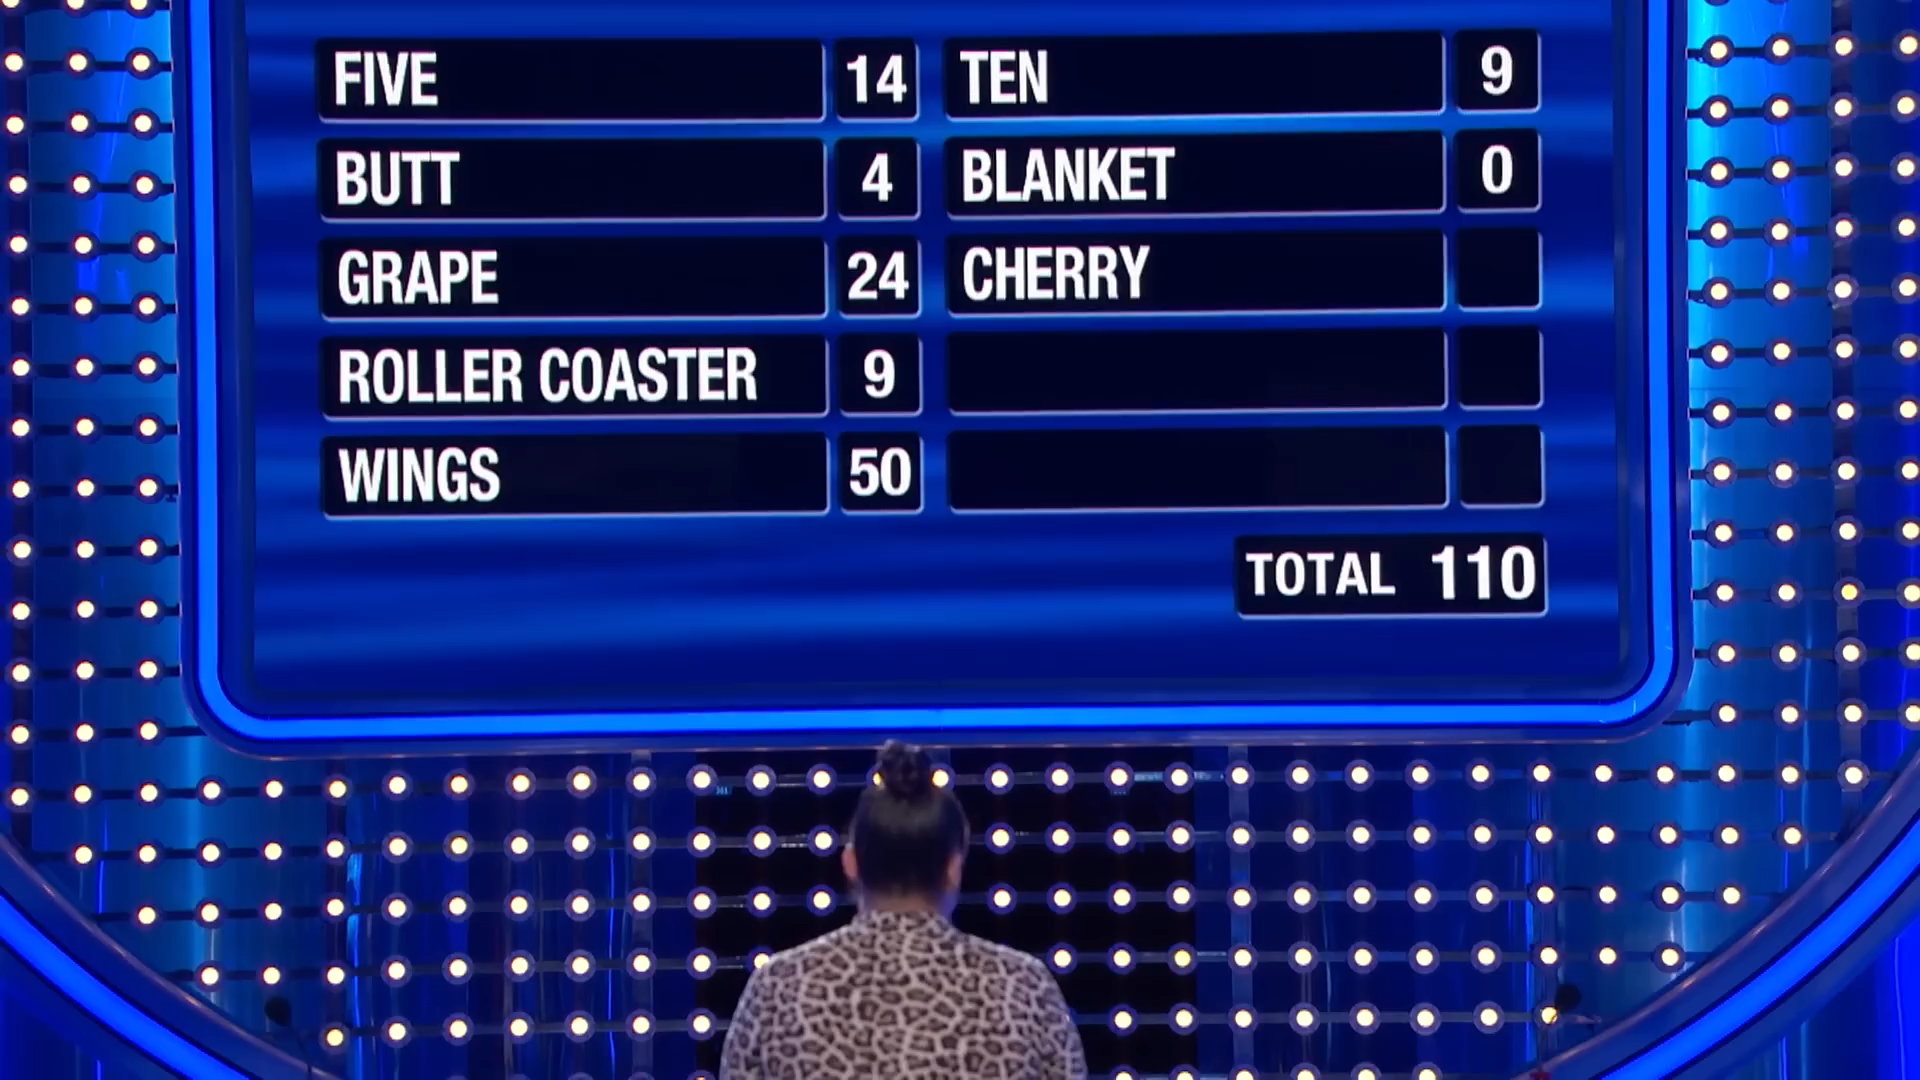 FIVE 14
BUTT 4
GRAPE 24
ROLLER COASTER 9
WINGS 50
TEN 9
BLANKET 0
CHERRY
TOTAL 110